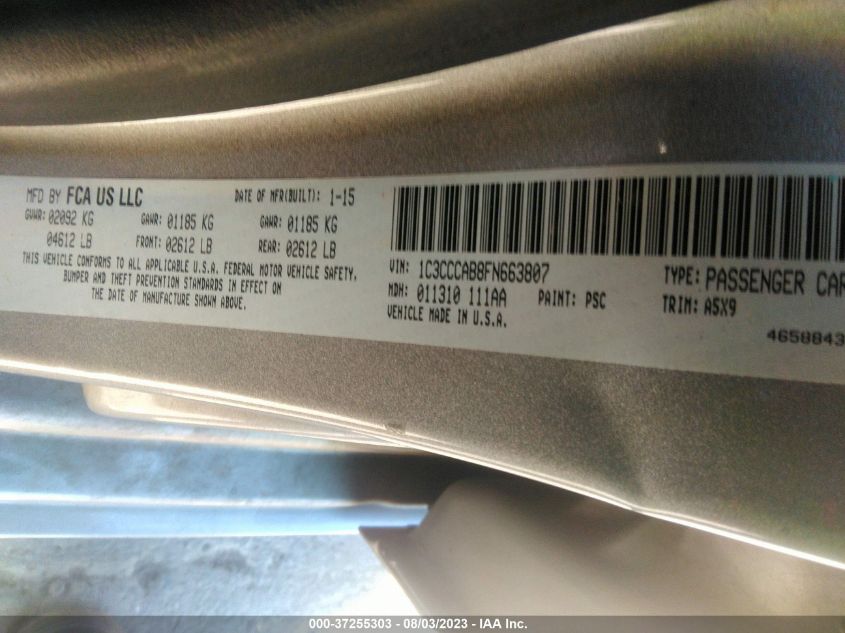 MFD BY FCA US LLC DATE OF MFR(BUILT): 1-15
GVWR: 02092 KG GAWR: 01185 KG GAWR: 01185 KG
04612 LB FRONT: 02612 LB REAR: 02612 LB
THIS VEHICLE CONFORMS TO ALL APPLICABLE U.S.A. FEDERAL MOTOR VEHICLE SAFETY,
BUMPER AND THEFT PREVENTION STANDARDS IN EFFECT ON
THE DATE OF MANUFACTURE SHOWN ABOVE.
VIN: 1C3CCCAB8FN663807 TYPE: PASSENGER CAR
MDH: 011310 111AA PAINT: PSC TRIM: A5X9
VEHICLE MADE IN U.S.A.
4658843
000-37255303 - 08/03/2023 - IAA Inc.